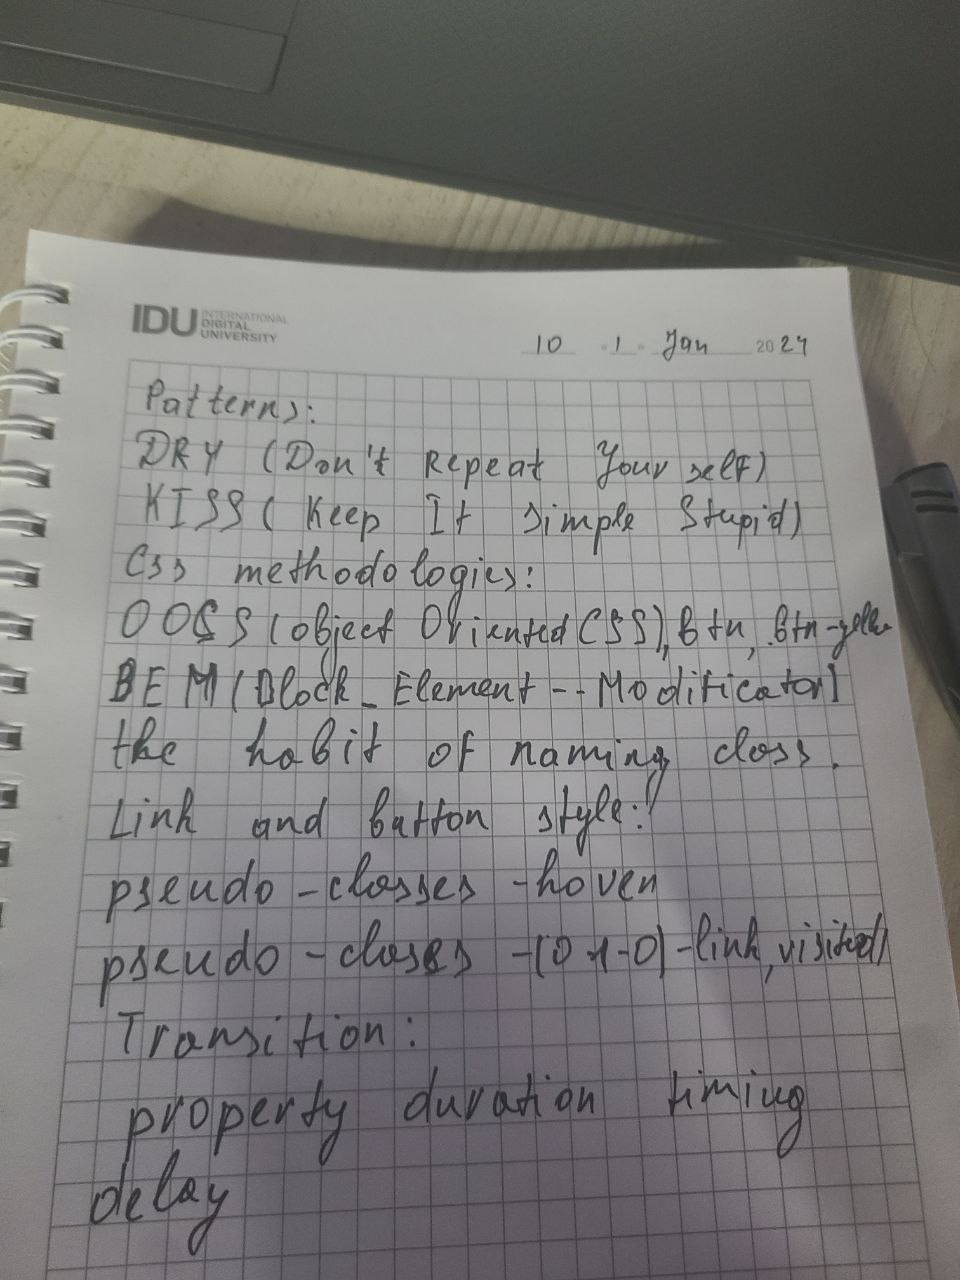 IDU INTERNATIONAL
DIGITAL
UNIVERSITY
10 . 1 . Jan 2024
Patterns:
DRY (Don't Repeat Yourself)
KISS (Keep It Simple Stupid)
Css methodologies:
OOCSS (object Oriented CSS), btn, .btn-yellow
BEM (Block_Element--Modificator)
the habit of naming class.
Link and button style:
pseudo-classes -hover
pseudo-classes -(0-1-0) -link, visited)
Transition:
property duration timing
delay